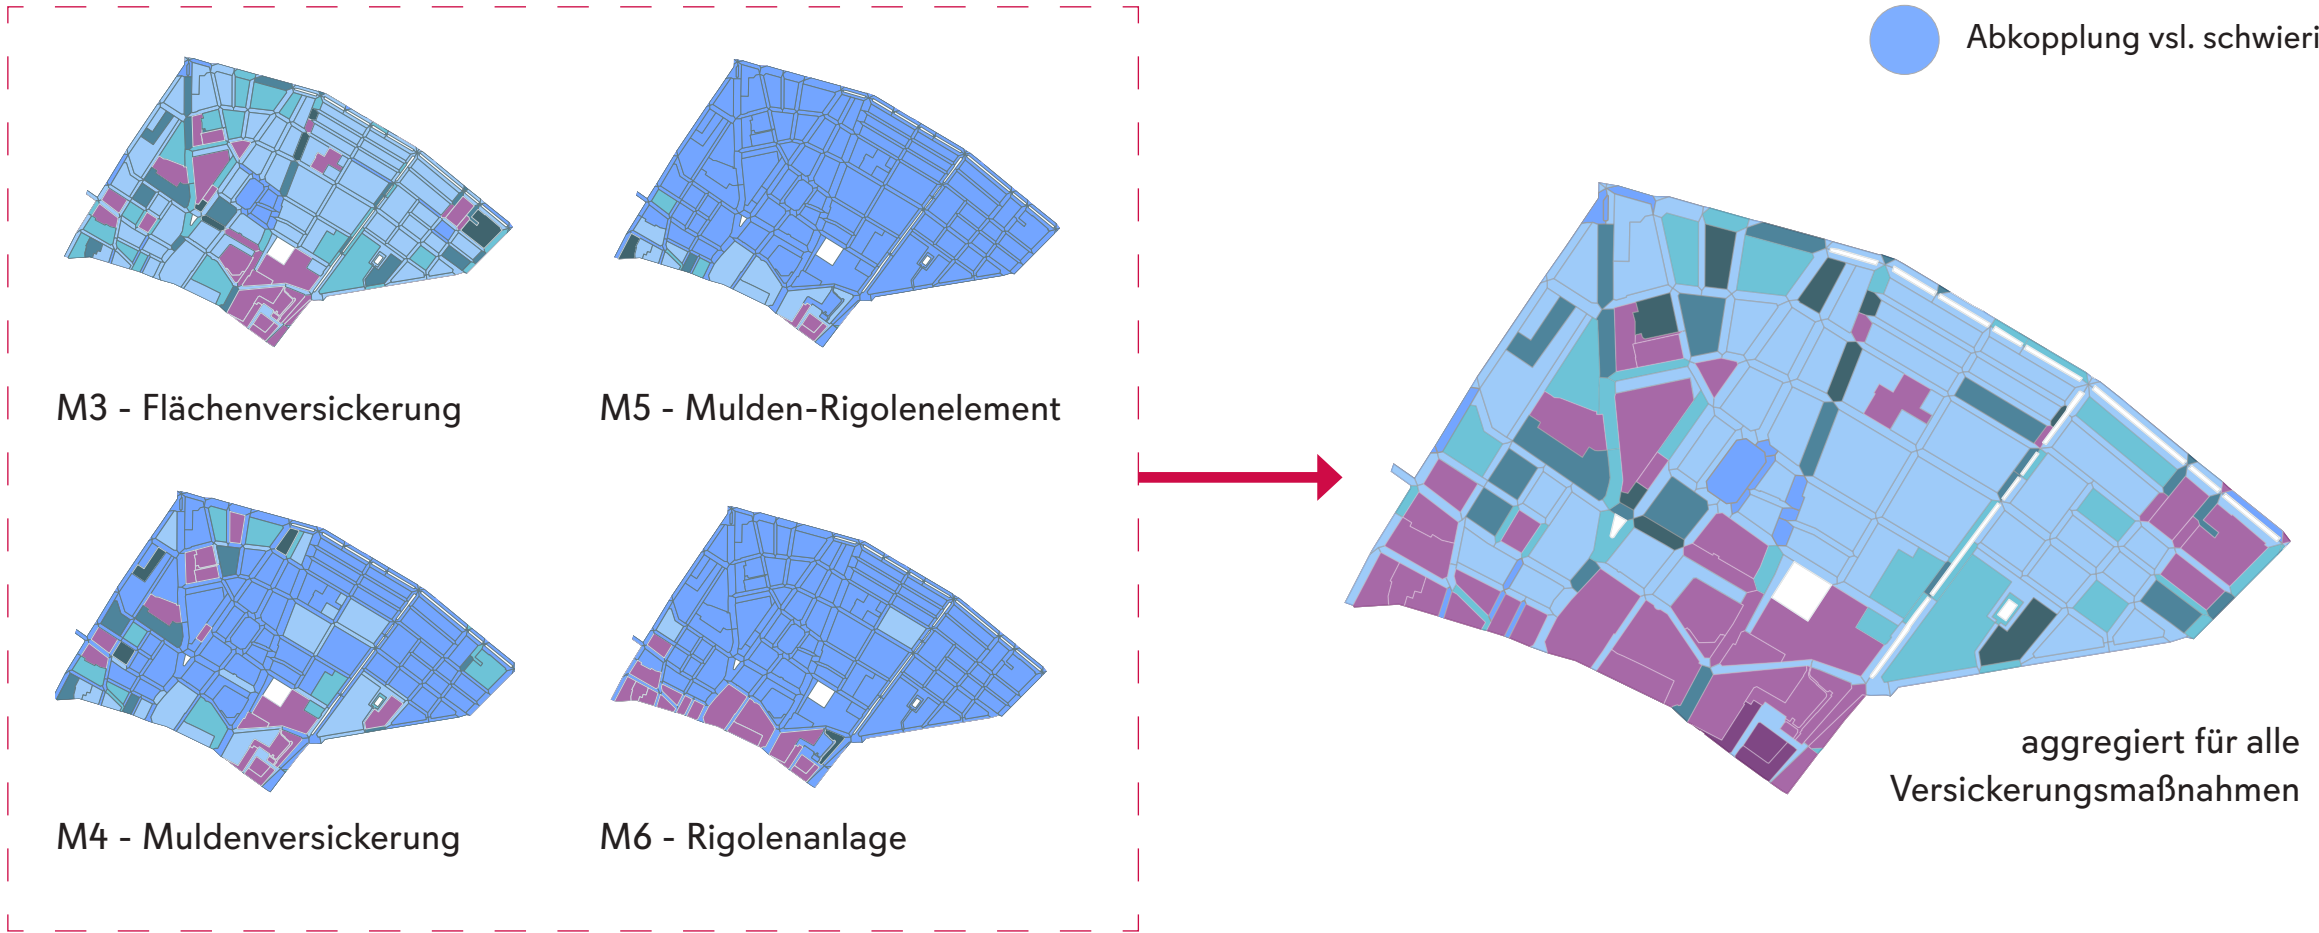 Abkopplung vsl. schwieri
M3 - Flächenversickerung
M5 - Mulden-Rigolenelement
M4 - Muldenversickerung
M6 - Rigolenanlage
aggregiert für alle
Versickerungsmaßnahmen